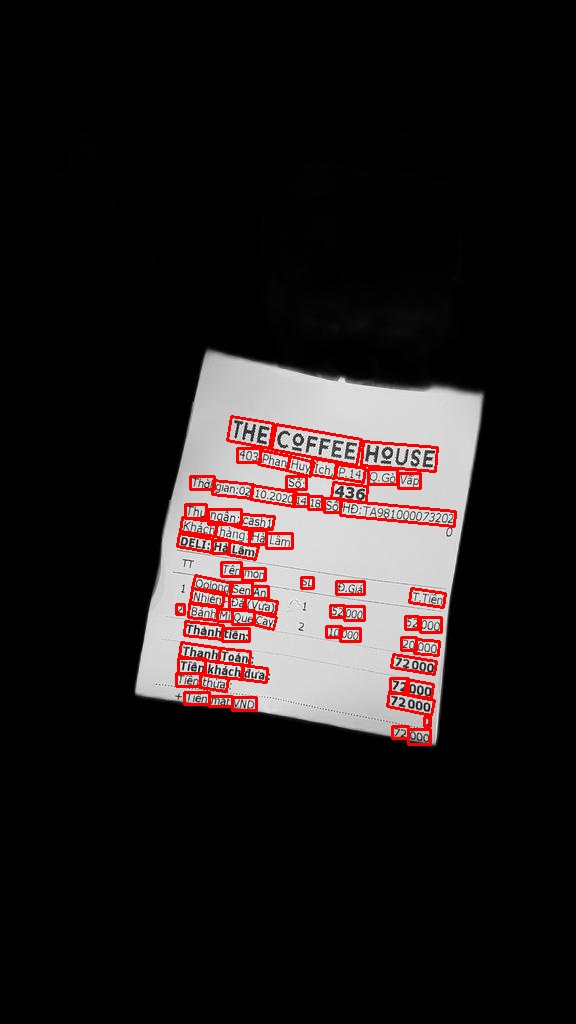 THE COFFEE HOUSE
403 Phan Huy Ích, P.14, Q.Gò Vấp
Số: 436
Thời gian:02.10.2020 14:18 Số HĐ:TA981000073202
0
Thu ngân: cash1
Khách hàng: Hà Lâm
DELI: Hà Lâm
TT Tên món SL Đ.Giá T.Tiền
1 Oolong Sen An Nhiên - Đá (Vừa) 1 52,000 52,000
2 Bánh Mì Que Cay 2 10,000 20,000
Thành tiền: 72,000
Thanh Toán: 72,000
Tiền khách đưa: 72,000
Tiền thừa: 0
+ Tiền mặt VND 72,000